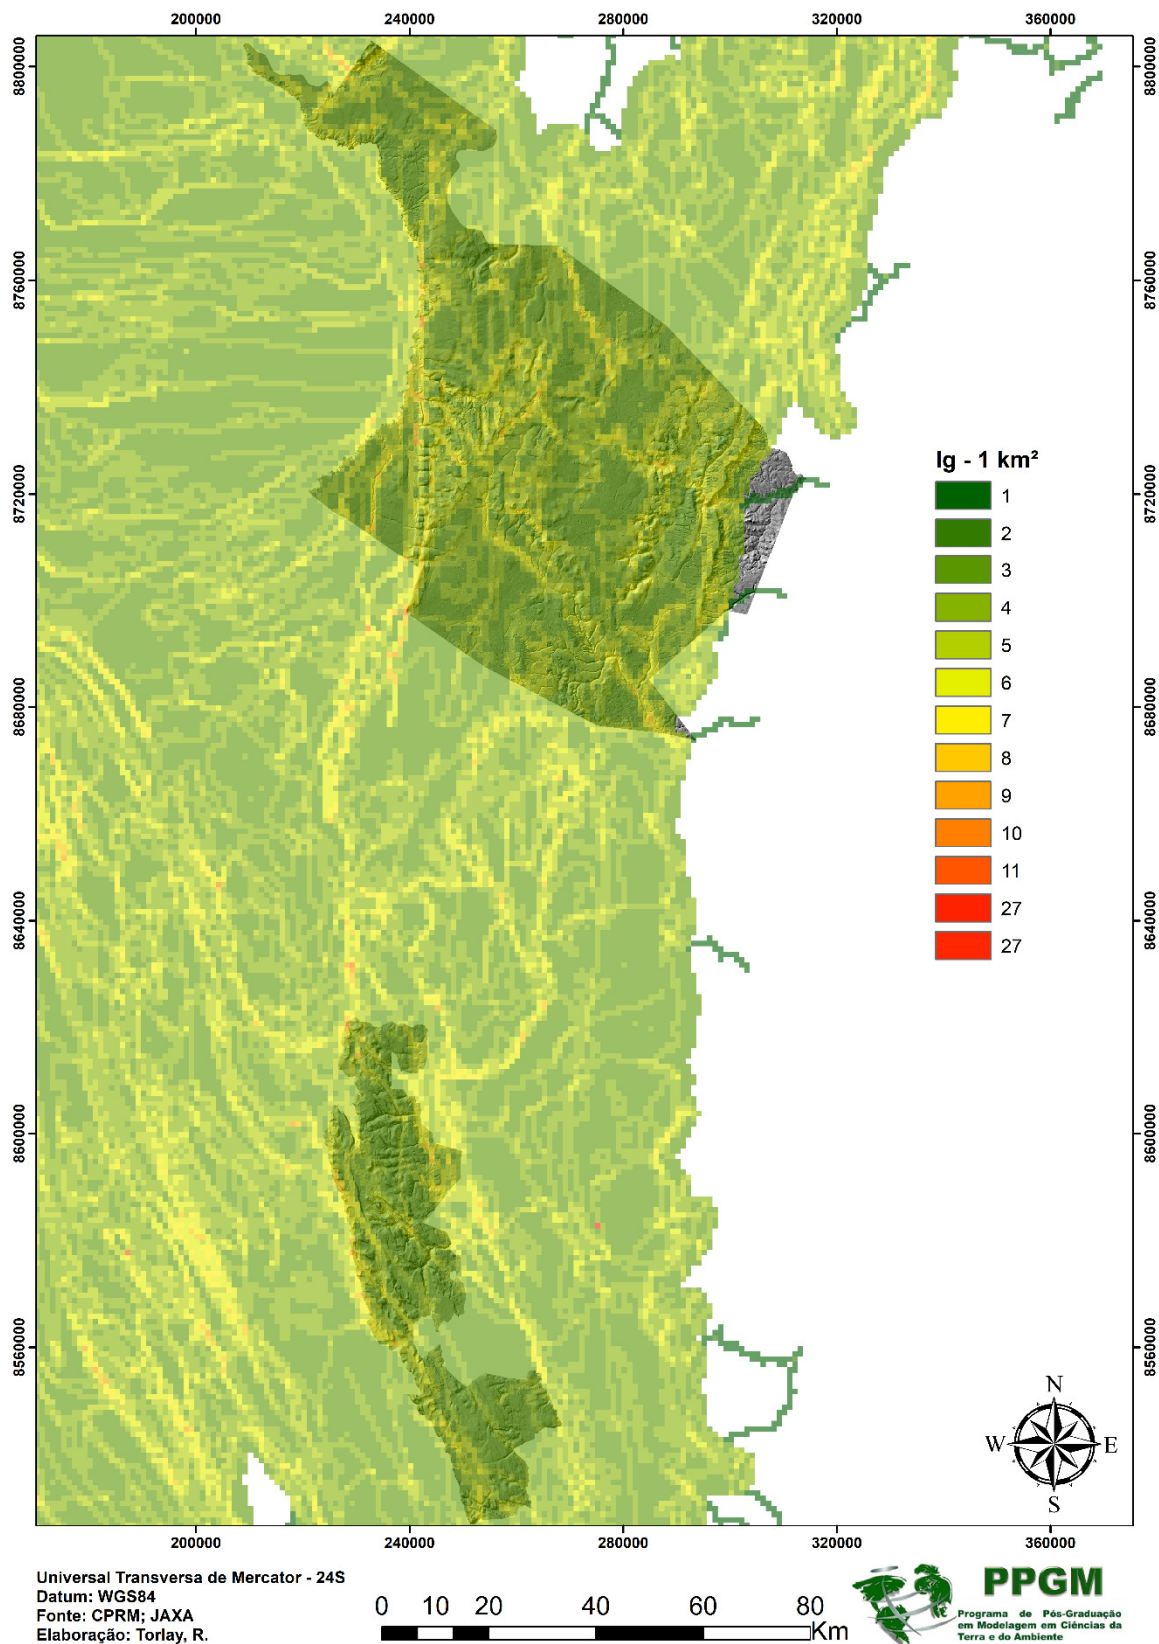 200000 240000 280000 320000 360000
8800000 8800000
8760000 8760000
8720000 8720000
8680000 8680000
8640000 8640000
8600000 8600000
8560000 8560000
Ig - 1 km²
1
2
3
4
5
6
7
8
9
10
11
27
27
N
W E
S
200000 240000 280000 320000 360000
Universal Transversa de Mercator - 24S
Datum: WGS84
Fonte: CPRM; JAXA
Elaboração: Torlay, R.
0 10 20 40 60 80
Km
PPGM
Programa de Pós-Graduação
em Modelagem em Ciências da
Terra e do Ambiente